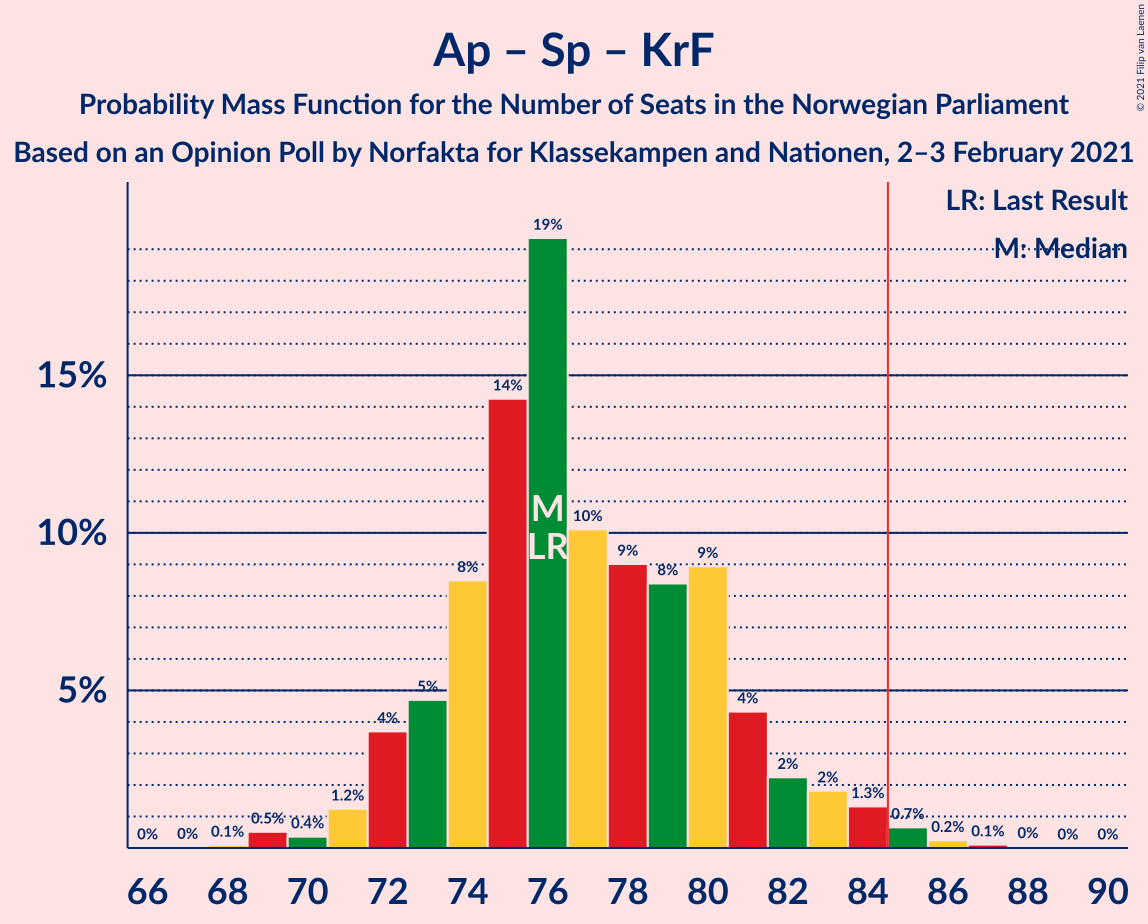 Ap – Sp – KrF
Probability Mass Function for the Number of Seats in the Norwegian Parliament
Based on an Opinion Poll by Norfakta for Klassekampen and Nationen, 2–3 February 2021
© 2021 Filip van Laenen
LR: Last Result
M: Median
15%
10%
5%
0% 0% 0.1% 0.5% 0.4% 1.2% 4% 5% 8% 14% 19% 10% 9% 8% 9% 4% 2% 2% 1.3% 0.7% 0.2% 0.1% 0% 0% 0%
M
LR
66 68 70 72 74 76 78 80 82 84 86 88 90